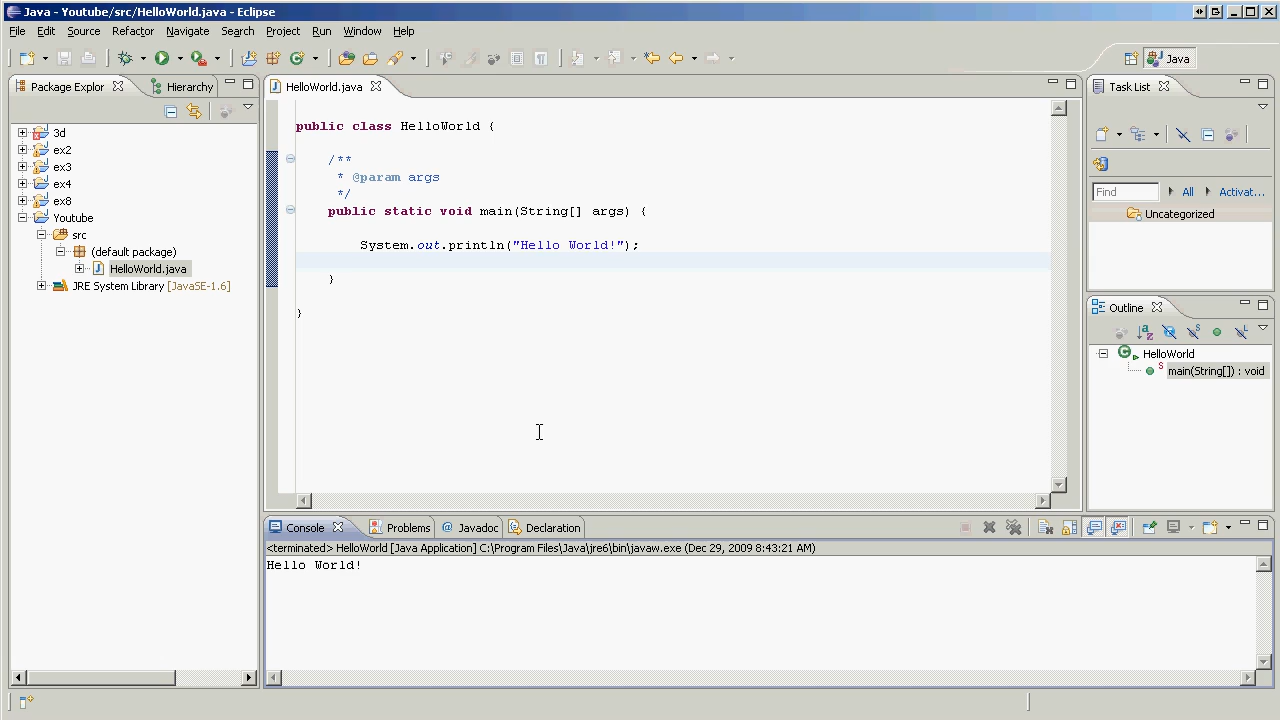 Java - Youtube/src/HelloWorld.java - Eclipse
File Edit Source Refactor Navigate Search Project Run Window Help
Java
Package Explor
Hierarchy
3d
ex2
ex3
ex4
ex8
Youtube
src
(default package)
HelloWorld.java
JRE System Library [JavaSE-1.6]
HelloWorld.java
public class HelloWorld {
/**
* @param args
*/
public static void main(String[] args) {
System.out.println("Hello World!");
}
}
Task List
Find All Activat...
Uncategorized
Outline
HelloWorld
main(String[]) : void
Console Problems @ Javadoc Declaration
<terminated> HelloWorld [Java Application] C:\Program Files\Java\jre6\bin\javaw.exe (Dec 29, 2009 8:43:21 AM)
Hello World!